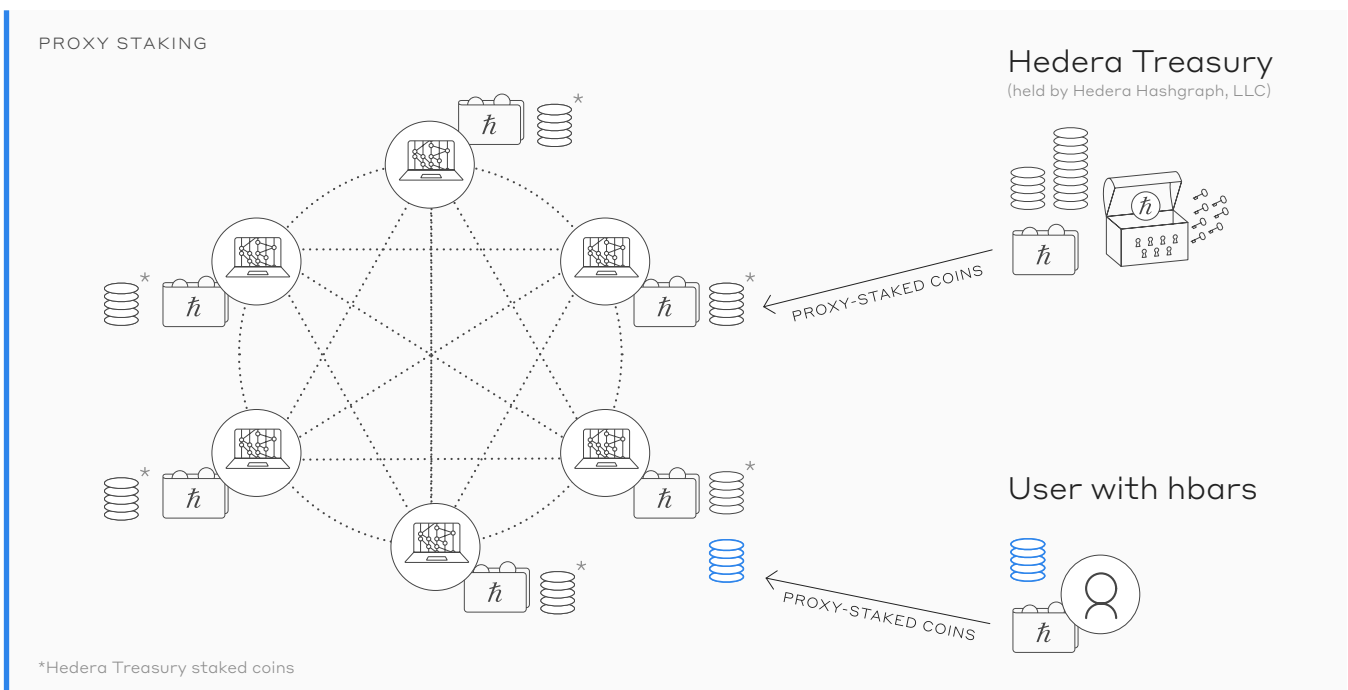 PROXY STAKING
Hedera Treasury
(held by Hedera Hashgraph, LLC)
*
ℏ
ℏ
*
ℏ
*
ℏ
*
ℏ
ℏ
PROXY-STAKED COINS
*
ℏ
*
ℏ
User with hbars
ℏ
*
PROXY-STAKED COINS
ℏ
*Hedera Treasury staked coins